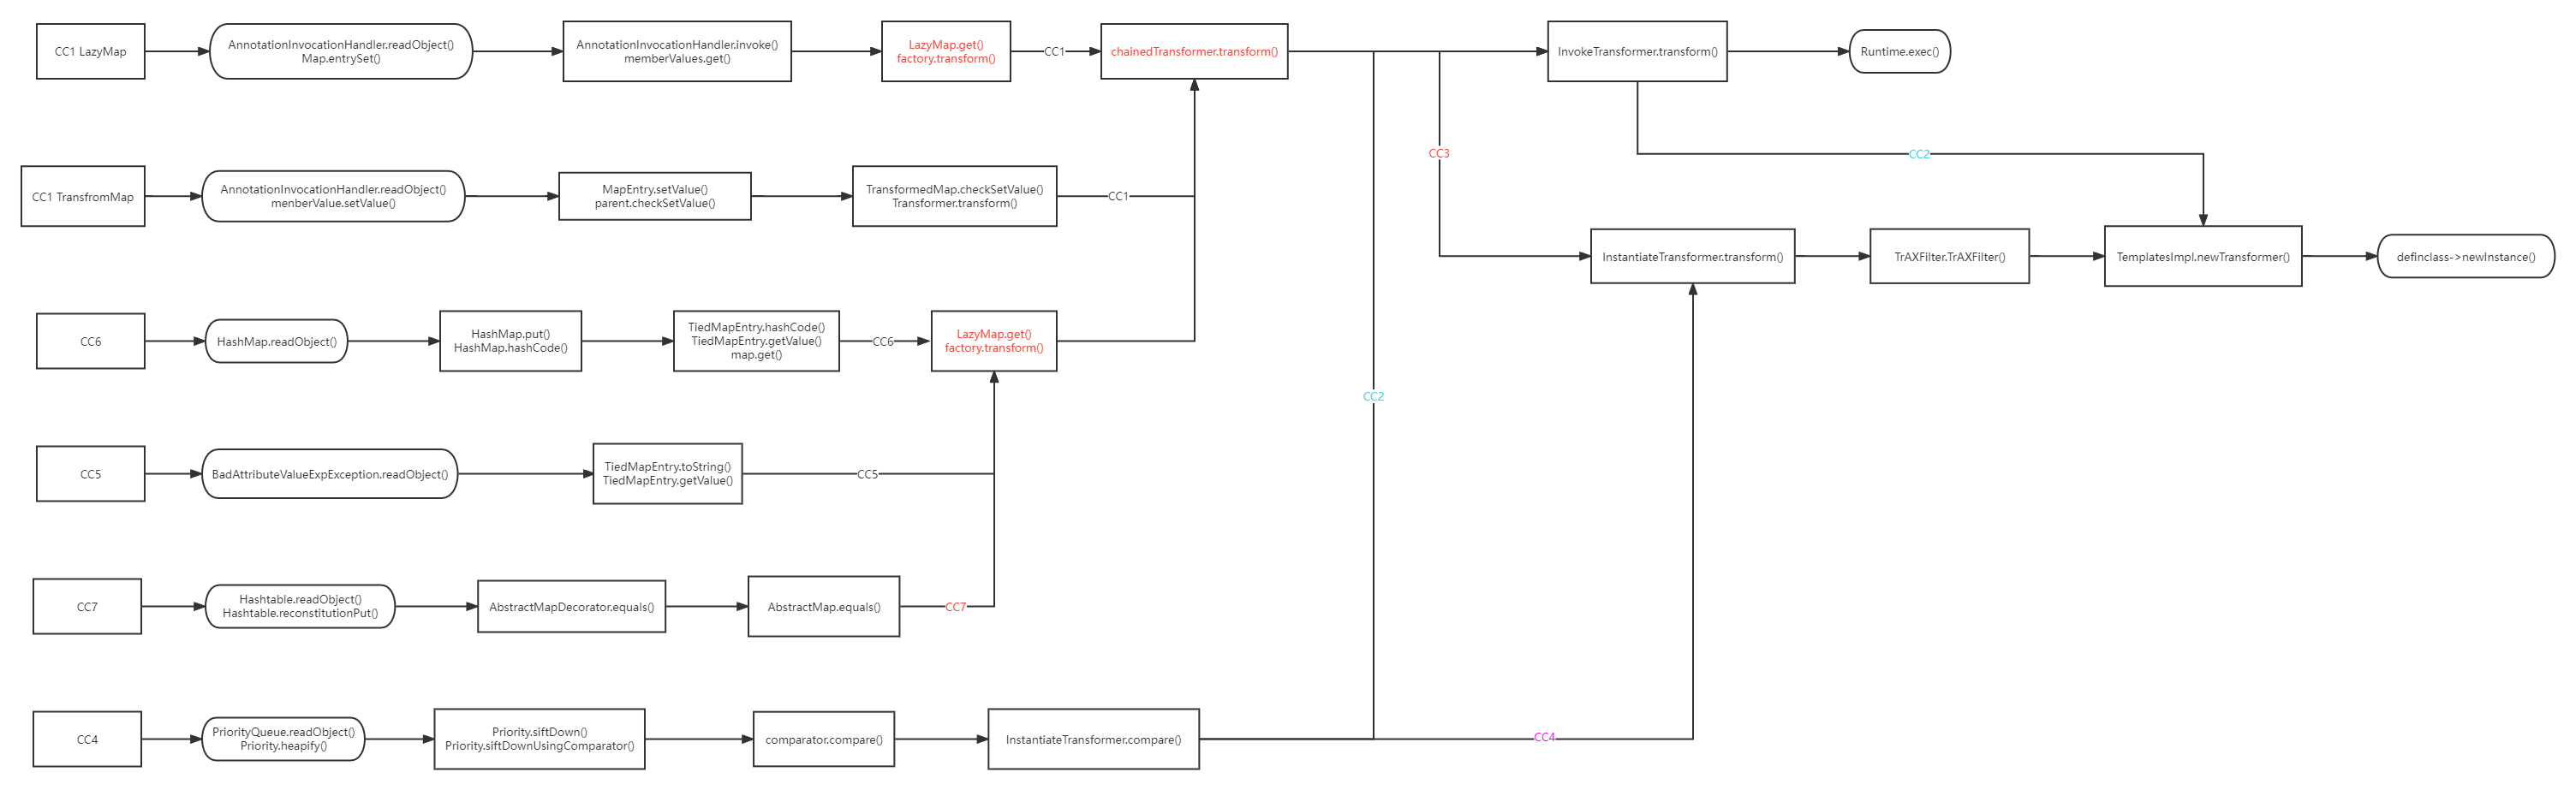 CC1 LazyMap
AnnotationInvocationHandler.readObject()
Map.entrySet()
AnnotationInvocationHandler.invoke()
memberValues.get()
LazyMap.get()
factory.transform()
CC1
chainedTransformer.transform()
InvokeTransformer.transform()
Runtime.exec()
CC3
CC2
CC1 TransfromMap
AnnotationInvocationHandler.readObject()
menberValue.setValue()
MapEntry.setValue()
parent.checkSetValue()
TransformedMap.checkSetValue()
Transformer.transform()
CC1
InstantiateTransformer.transform()
TrAXFilter.TrAXFilter()
TemplatesImpl.newTransformer()
definclass->newInstance()
CC6
HashMap.readObject()
HashMap.put()
HashMap.hashCode()
TiedMapEntry.hashCode()
TiedMapEntry.getValue()
map.get()
CC6
LazyMap.get()
factory.transform()
CC2
CC5
BadAttributeValueExpException.readObject()
TiedMapEntry.toString()
TiedMapEntry.getValue()
CC5
CC7
Hashtable.readObject()
Hashtable.reconstitutionPut()
AbstractMapDecorator.equals()
AbstractMap.equals()
CC7
CC4
PriorityQueue.readObject()
Priority.heapify()
Priority.siftDown()
Priority.siftDownUsingComparator()
comparator.compare()
InstantiateTransformer.compare()
CC4